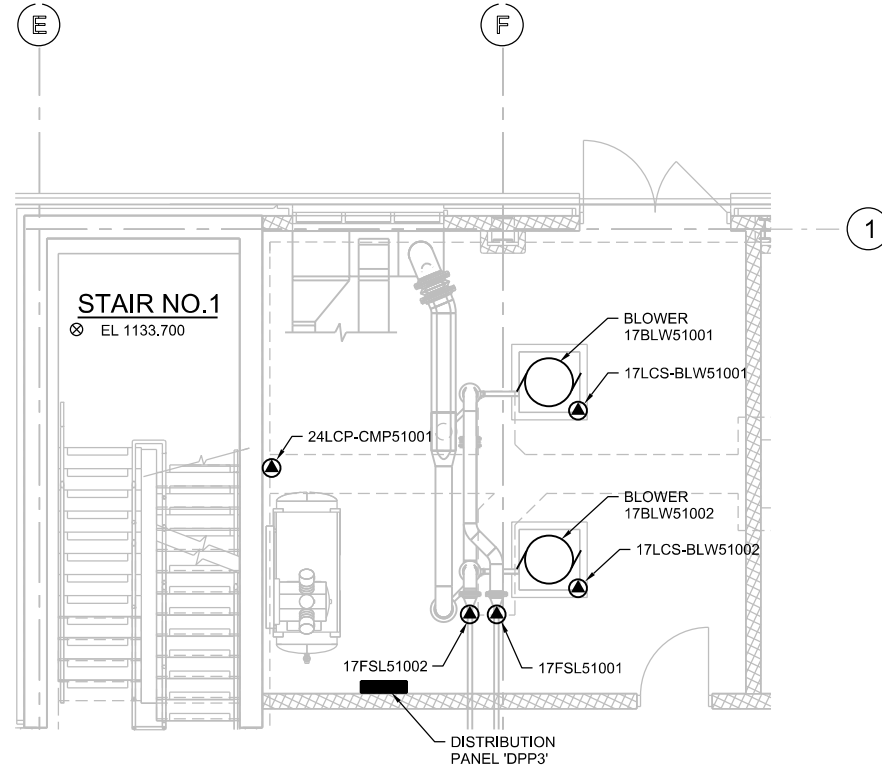 E
F
1
STAIR NO.1
EL 1133.700
BLOWER
17BLW51001
17LCS-BLW51001
24LCP-CMP51001
BLOWER
17BLW51002
17LCS-BLW51002
17FSL51002
17FSL51001
DISTRIBUTION
PANEL 'DPP3'